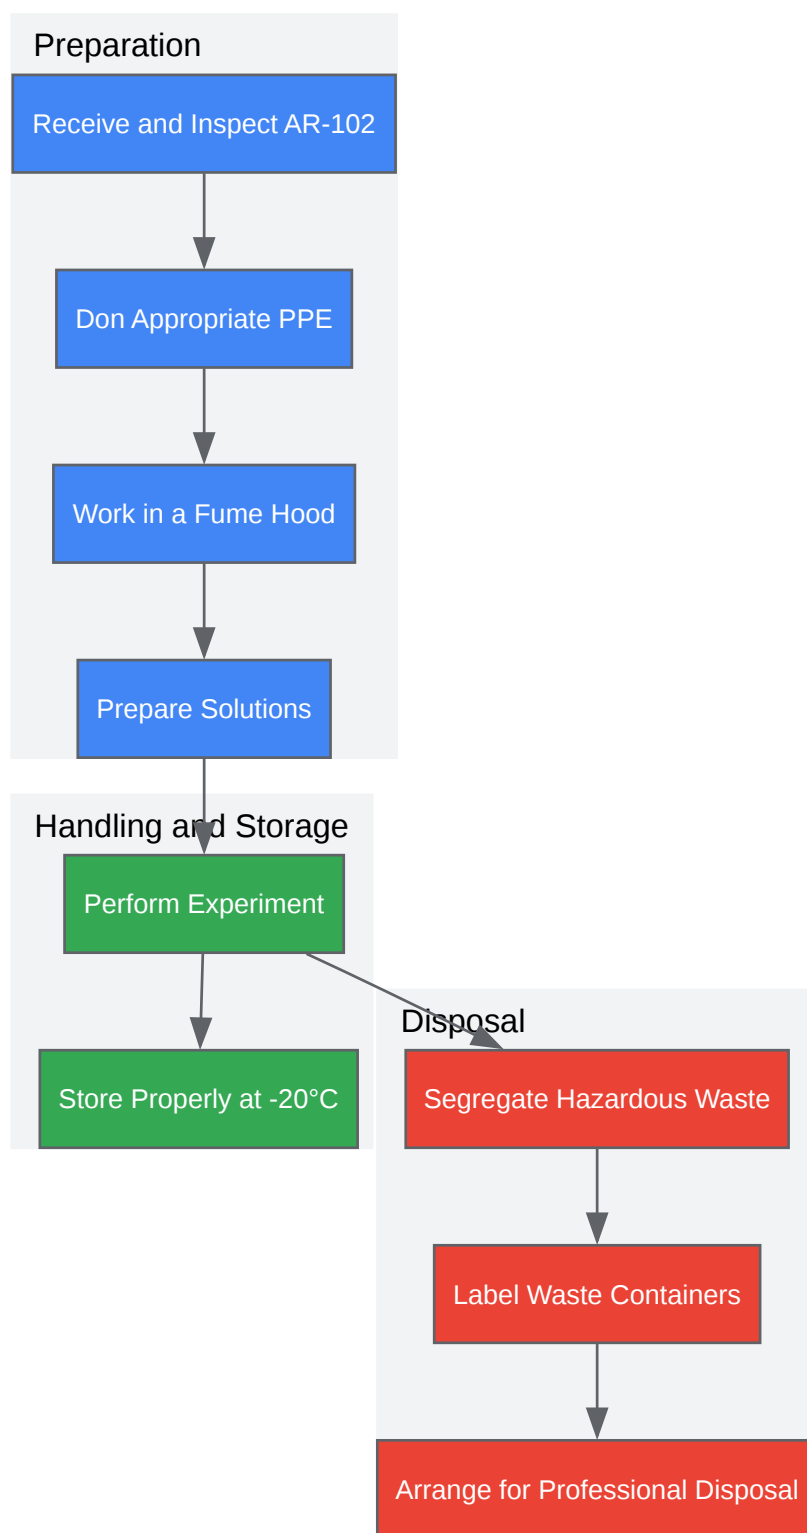 Preparation
Receive and Inspect AR-102
Don Appropriate PPE
Work in a Fume Hood
Prepare Solutions
Handling and Storage
Perform Experiment
Disposal
Store Properly at -20°C
Segregate Hazardous Waste
Label Waste Containers
Arrange for Professional Disposal